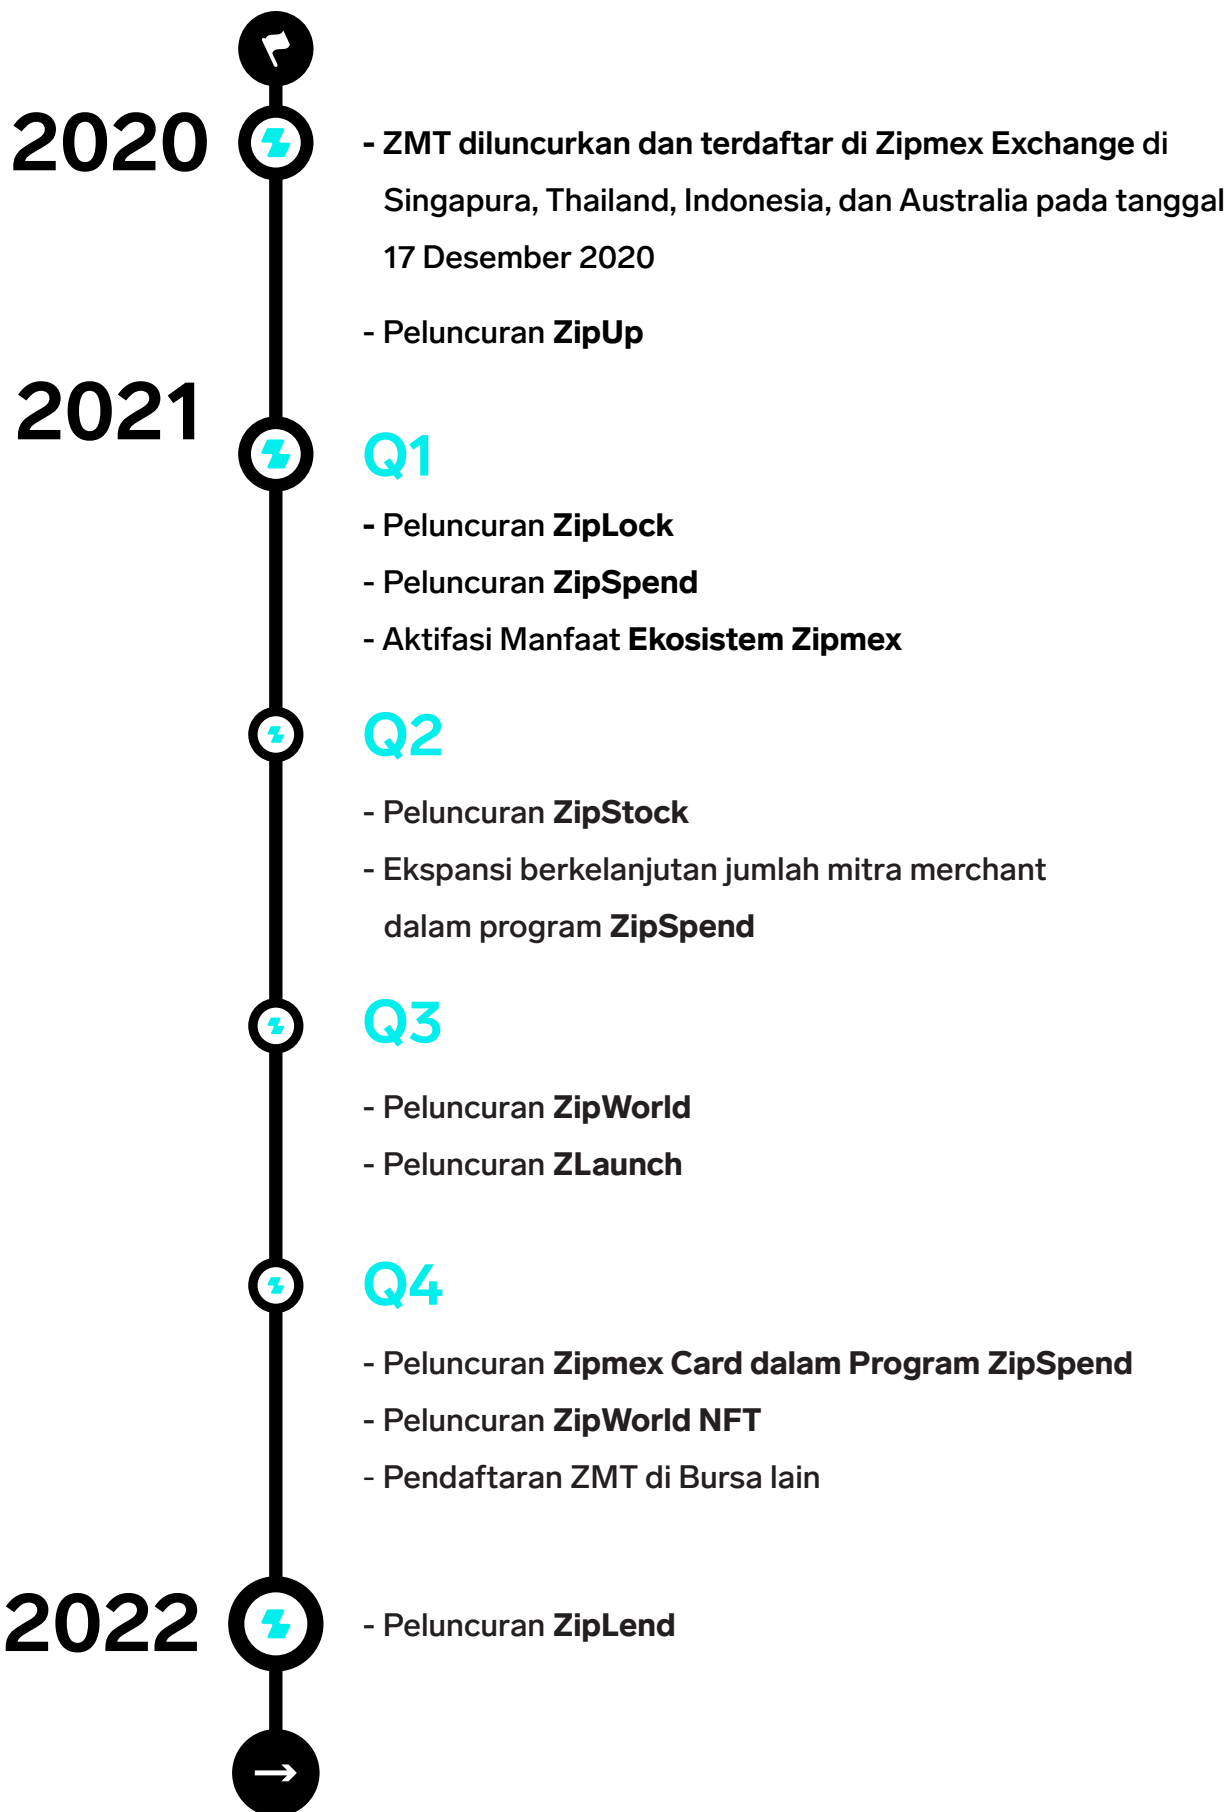 2020
- ZMT diluncurkan dan terdaftar di Zipmex Exchange di
Singapura, Thailand, Indonesia, dan Australia pada tanggal
17 Desember 2020
- Peluncuran ZipUp
2021
Q1
- Peluncuran ZipLock
- Peluncuran ZipSpend
- Aktifasi Manfaat Ekosistem Zipmex
Q2
- Peluncuran ZipStock
- Ekspansi berkelanjutan jumlah mitra merchant
dalam program ZipSpend
Q3
- Peluncuran ZipWorld
- Peluncuran ZLaunch
Q4
- Peluncuran Zipmex Card dalam Program ZipSpend
- Peluncuran ZipWorld NFT
- Pendaftaran ZMT di Bursa lain
2022
- Peluncuran ZipLend